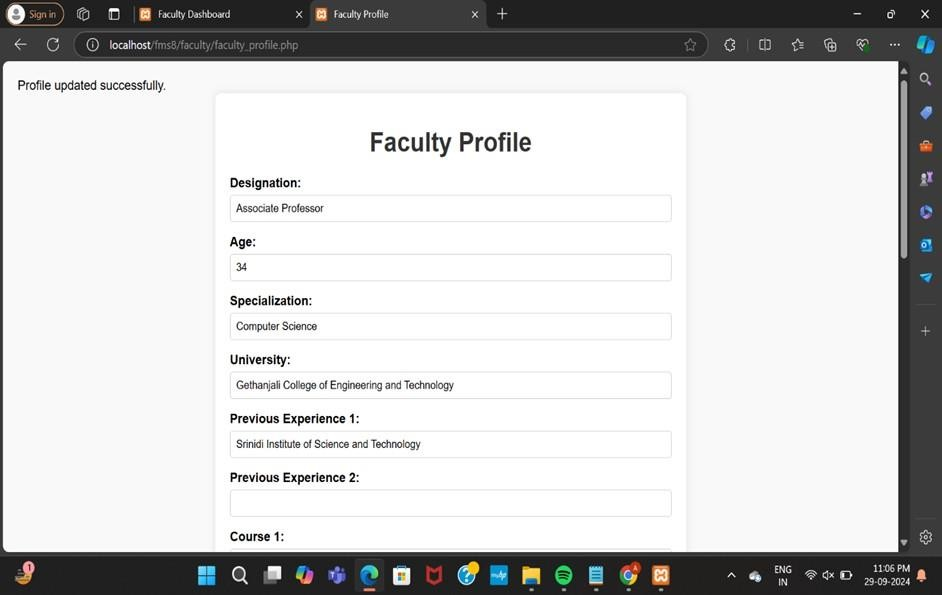 Sign in
Faculty Dashboard
Faculty Profile
localhost/fms8/faculty/faculty_profile.php
Profile updated successfully.
Faculty Profile
Designation:
Associate Professor
Age:
34
Specialization:
Computer Science
University:
Gethanjali College of Engineering and Technology
Previous Experience 1:
Srinidi Institute of Science and Technology
Previous Experience 2:
Course 1:
1
ENG
IN
11:06 PM
29-09-2024